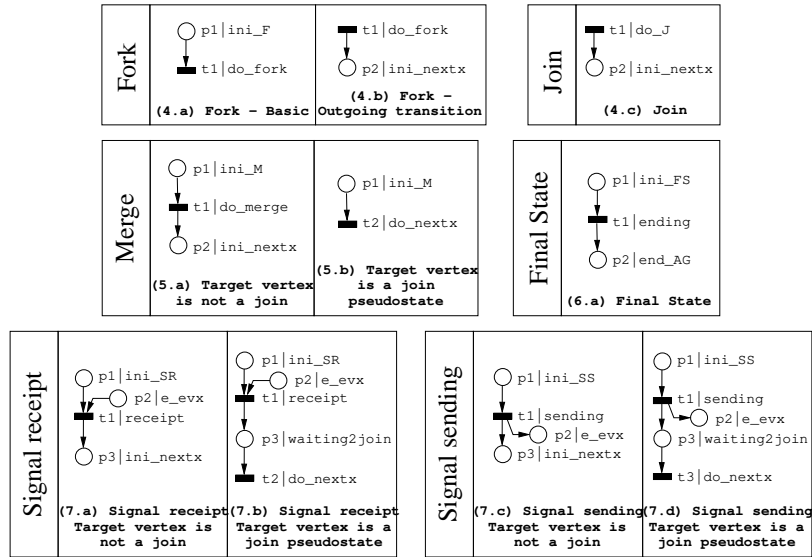 Fork
p1|ini_F
t1|do_fork
(4.a) Fork – Basic
t1|do_fork
p2|ini_nextx
(4.b) Fork –
Outgoing transition
Join
t1|do_J
p2|ini_nextx
(4.c) Join
Merge
p1|ini_M
t1|do_merge
p2|ini_nextx
(5.a) Target vertex
is not a join
p1|ini_M
t2|do_nextx
(5.b) Target vertex
is a join
pseudostate
Final State
p1|ini_FS
t1|ending
p2|end_AG
(6.a) Final State
Signal receipt
p1|ini_SR
p2|e_evx
t1|receipt
p3|ini_nextx
(7.a) Signal receipt
Target vertex is
not a join
p1|ini_SR
p2|e_evx
t1|receipt
p3|waiting2join
t2|do_nextx
(7.b) Signal receipt
Target vertex is a
join pseudostate
Signal sending
p1|ini_SS
t1|sending
p2|e_evx
p3|ini_nextx
(7.c) Signal sending
Target vertex is
not a join
p1|ini_SS
t1|sending
p2|e_evx
p3|waiting2join
t3|do_nextx
(7.d) Signal sending
Target vertex is a
join pseudostate